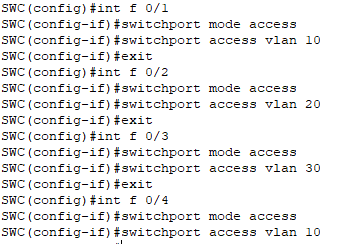 SWC(config)#int f 0/1
SWC(config-if)#switchport mode access
SWC(config-if)#switchport access vlan 10
SWC(config-if)#exit
SWC(config)#int f 0/2
SWC(config-if)#switchport mode access
SWC(config-if)#switchport access vlan 20
SWC(config-if)#exit
SWC(config)#int f 0/3
SWC(config-if)#switchport mode access
SWC(config-if)#switchport access vlan 30
SWC(config-if)#exit
SWC(config)#int f 0/4
SWC(config-if)#switchport mode access
SWC(config-if)#switchport access vlan 10